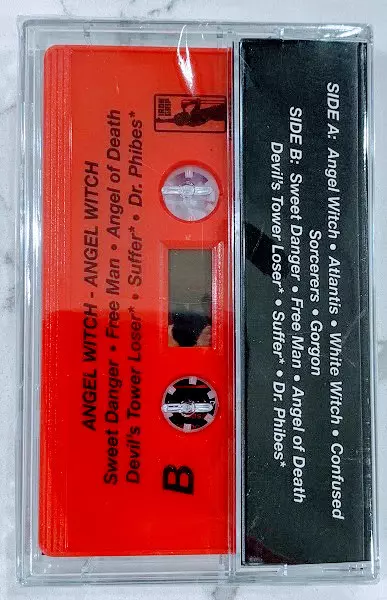 SIDE A: Angel Witch • Atlantis • White Witch • Confused
Sorcerers • Gorgon
SIDE B: Sweet Danger • Free Man • Angel of Death
Devil's Tower Loser* • Suffer* • Dr. Phibes*
IRON
GRIP
ANGEL WITCH - ANGEL WITCH
Sweet Danger • Free Man • Angel of Death
Devil's Tower Loser* • Suffer* • Dr. Phibes*
B